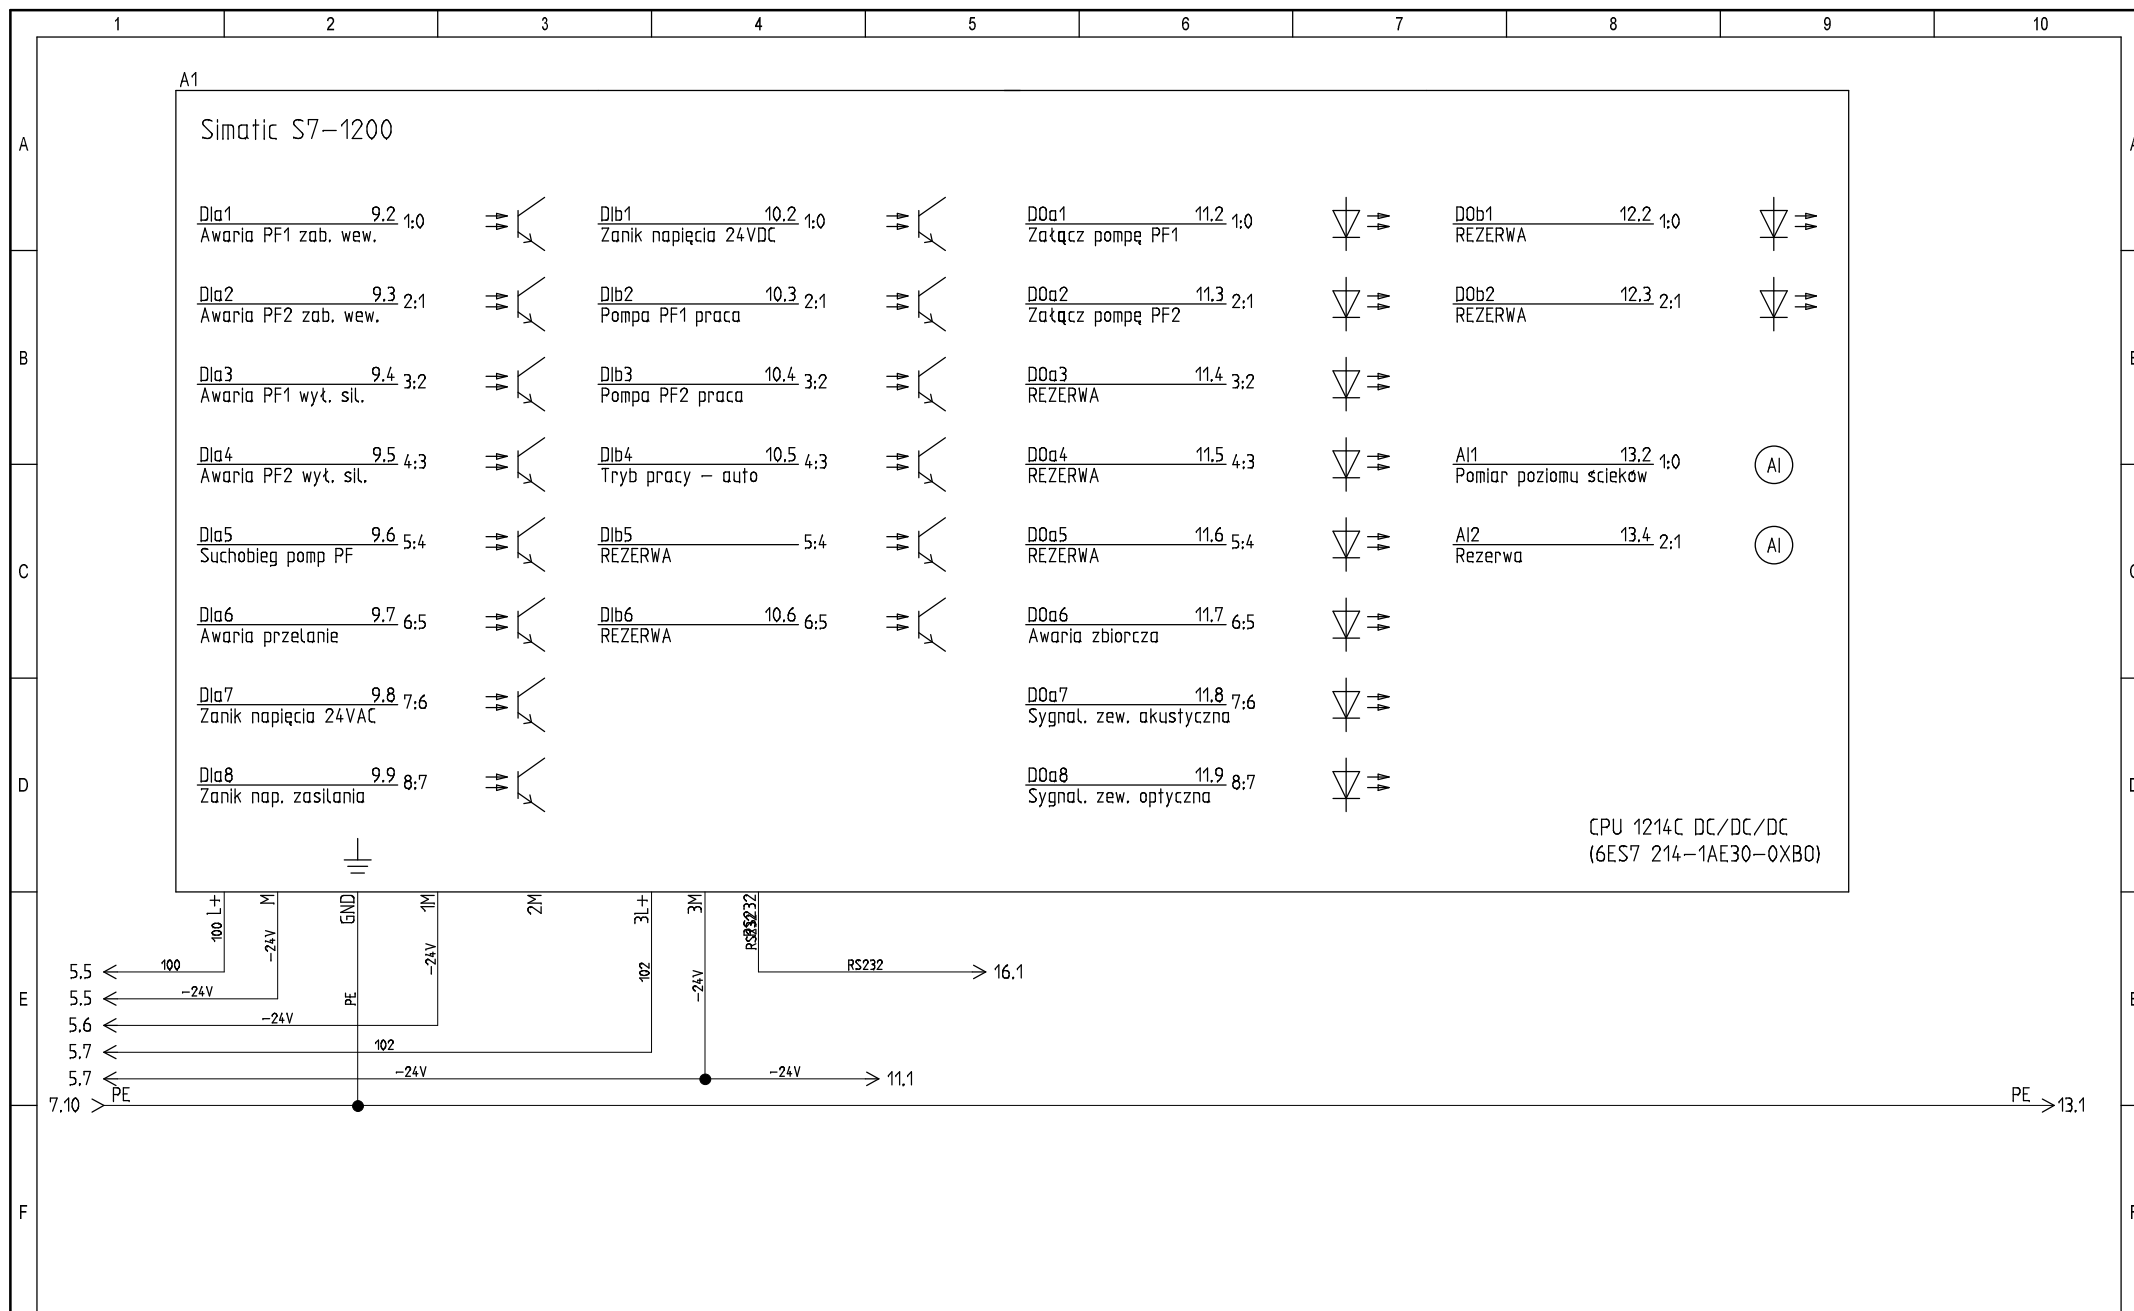 1 2 3 4 5 6 7 8 9 10
A1
A
Simatic S7-1200
DIa1 9.2 1:0
Awaria PF1 zab. wew.
DIb1 10.2 1:0
Zanik napięcia 24VDC
DOa1 11.2 1:0
Załącz pompę PF1
DOb1 12.2 1:0
REZERWA
DIa2 9.3 2:1
Awaria PF2 zab. wew.
DIb2 10.3 2:1
Pompa PF1 praca
DOa2 11.3 2:1
Załącz pompę PF2
DOb2 12.3 2:1
REZERWA
B
DIa3 9.4 3:2
Awaria PF1 wył. sil.
DIb3 10.4 3:2
Pompa PF2 praca
DOa3 11.4 3:2
REZERWA
DIa4 9.5 4:3
Awaria PF2 wył. sil.
DIb4 10.5 4:3
Tryb pracy - auto
DOa4 11.5 4:3
REZERWA
AI1 13.2 1:0
Pomiar poziomu ścieków
AI
C
DIa5 9.6 5:4
Suchobieg pomp PF
DIb5 5:4
REZERWA
DOa5 11.6 5:4
REZERWA
AI2 13.4 2:1
Rezerwa
AI
DIa6 9.7 6:5
Awaria przelanie
DIb6 10.6 6:5
REZERWA
DOa6 11.7 6:5
Awaria zbiorcza
DIa7 9.8 7:6
Zanik napięcia 24VAC
DOa7 11.8 7:6
Sygnal. zew. akustyczna
D
DIa8 9.9 8:7
Zanik nap. zasilania
DOa8 11.9 8:7
Sygnal. zew. optyczna
CPU 1214C DC/DC/DC
(6ES7 214-1AE30-0XB0)
L+ M GND 1M 2M 3L+ 3M RS232
100 -24V PE -24V 102 -24V RS232
E
5.5 100
RS232 16.1
5.5 -24V
5.6 -24V
5.7 102
5.7 -24V -24V 11.1
7.10 PE PE 13.1
F